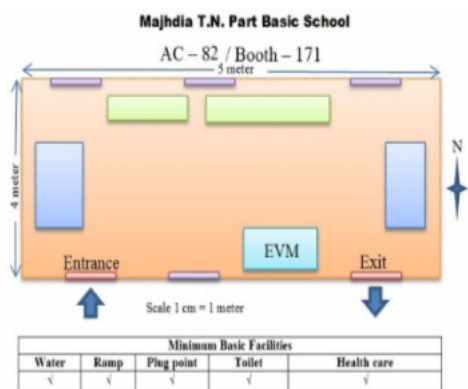 Majhdia T.N. Part Basic School
AC – 82 / Booth – 171
5 meter
4 meter
N
EVM
Entrance
Exit
Scale 1 cm = 1 meter
Minimum Basic Facilities
Water Ramp Plug point Toilet Health care
√ √ √ √ √